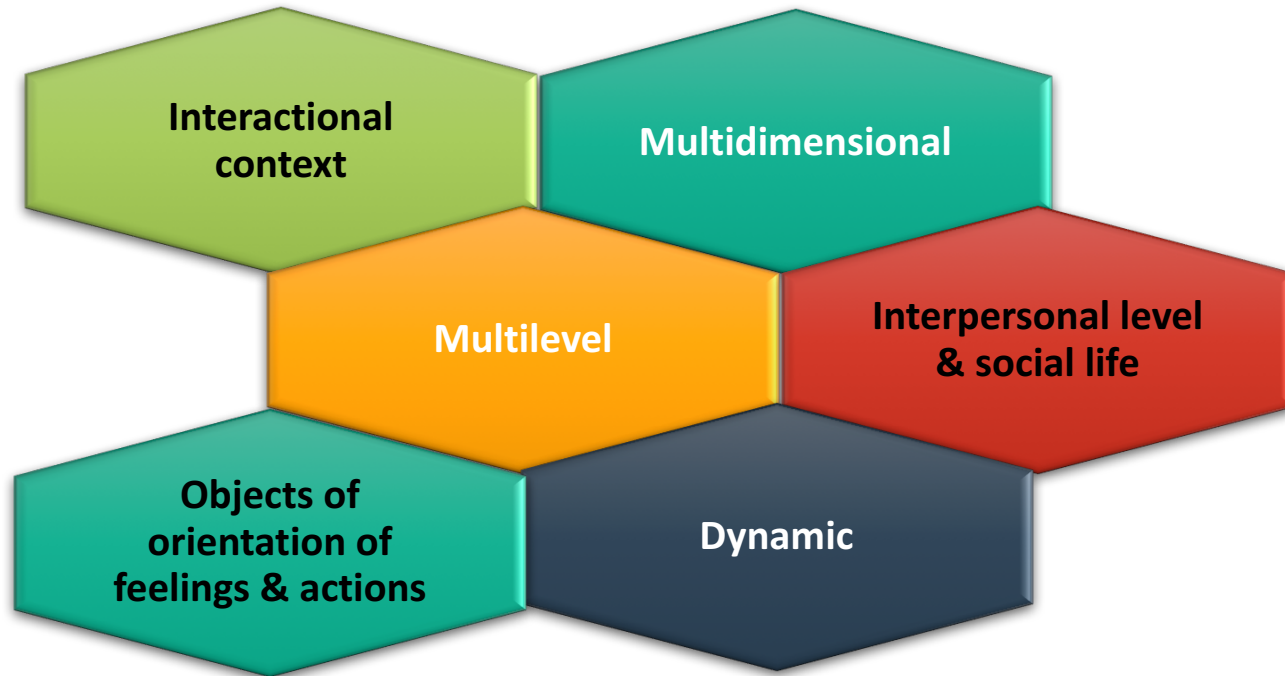 Interactional
context
Multidimensional
Multilevel
Interpersonal level
& social life
Objects of
orientation of
feelings & actions
Dynamic